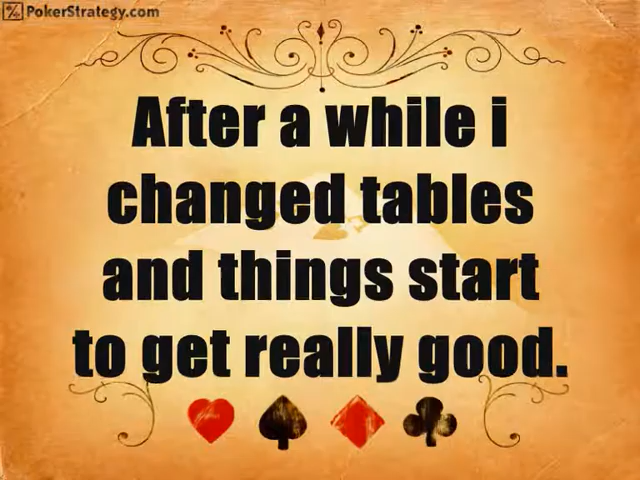 PokerStrategy.com
After a while i
changed tables
and things start
to get really good.